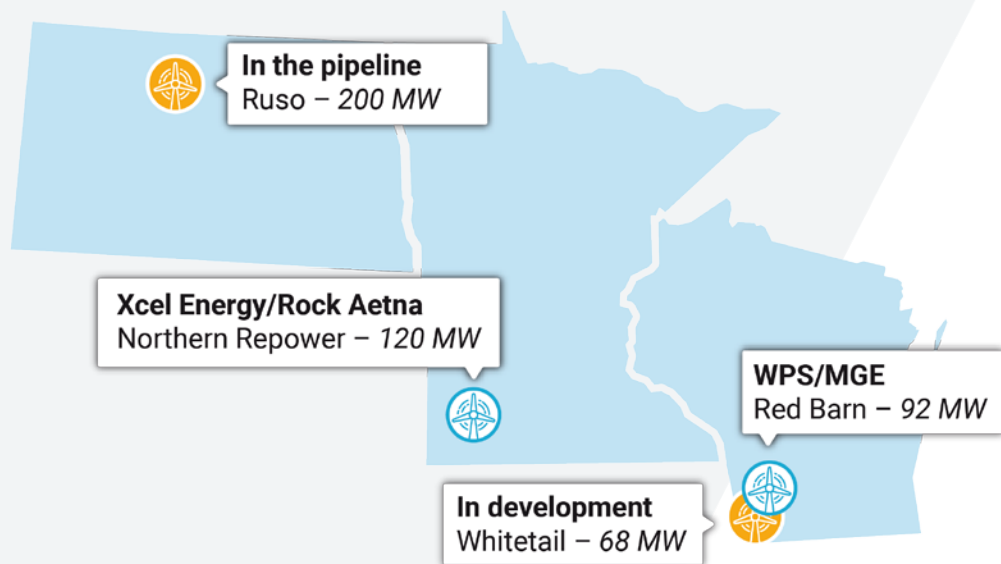 In the pipeline
Ruso – 200 MW
Xcel Energy/Rock Aetna
Northern Repower – 120 MW
WPS/MGE
Red Barn – 92 MW
In development
Whitetail – 68 MW